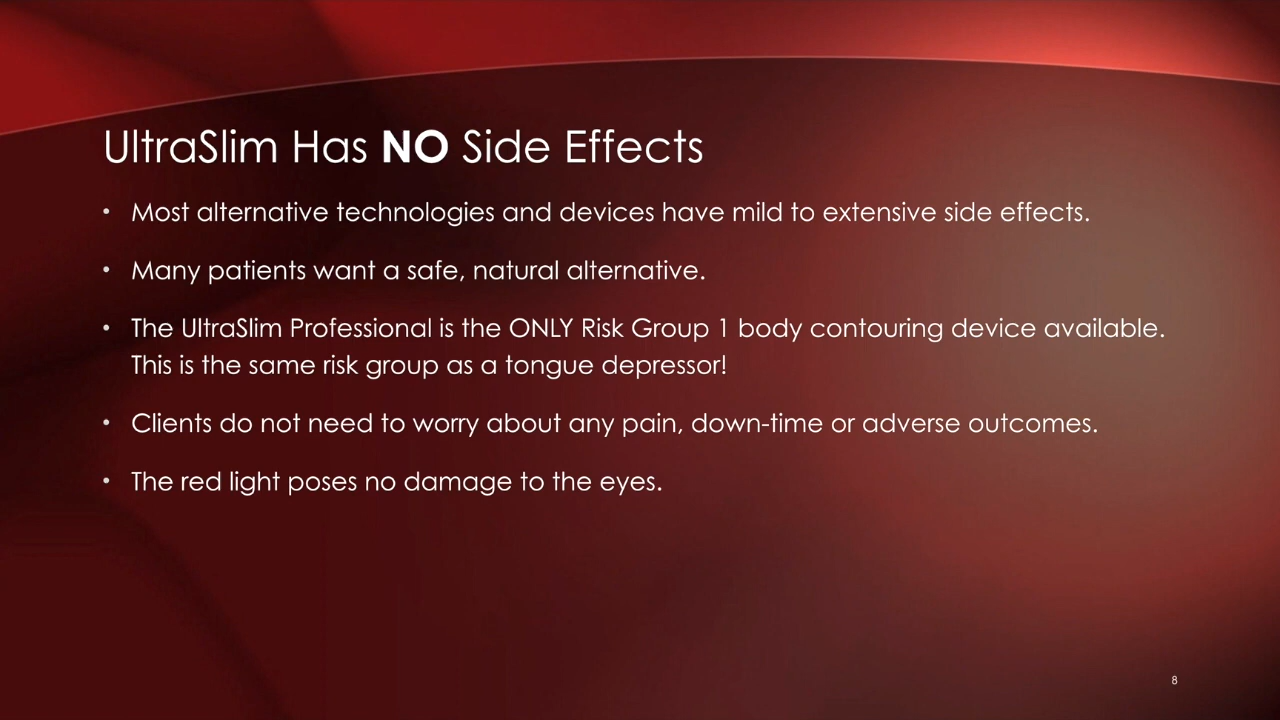 UltraSlim Has NO Side Effects
• Most alternative technologies and devices have mild to extensive side effects.
• Many patients want a safe, natural alternative.
• The UltraSlim Professional is the ONLY Risk Group 1 body contouring device available.
This is the same risk group as a tongue depressor!
• Clients do not need to worry about any pain, down-time or adverse outcomes.
• The red light poses no damage to the eyes.
8